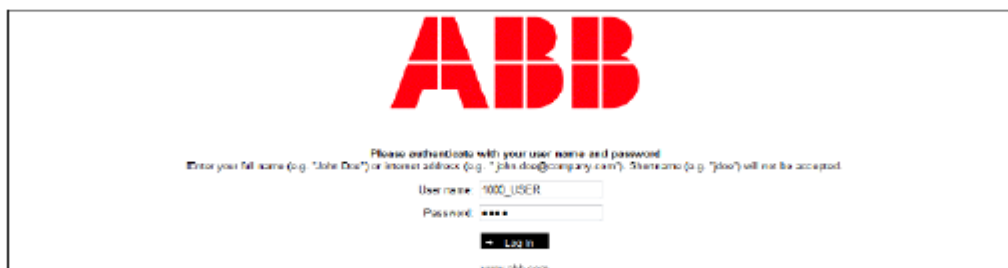 ABB
Please authenticate with your user name and password
Enter your full name (e.g. "John Doe") or internet address (e.g. " john.doe@company.com"). Shortname (e.g. "jdoe") will not be accepted.
User name: 1000_USER
Password: ••••
→ Log In